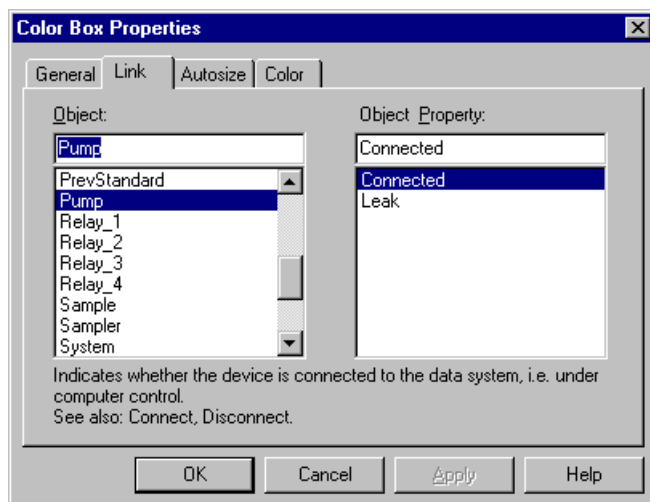 Color Box Properties
General Link Autosize Color
Object: Object Property:
Pump Connected
PrevStandard Connected
Pump Leak
Relay_1
Relay_2
Relay_3
Relay_4
Sample
Sampler
System
Indicates whether the device is connected to the data system, i.e. under
computer control.
See also: Connect, Disconnect.
OK Cancel Apply Help